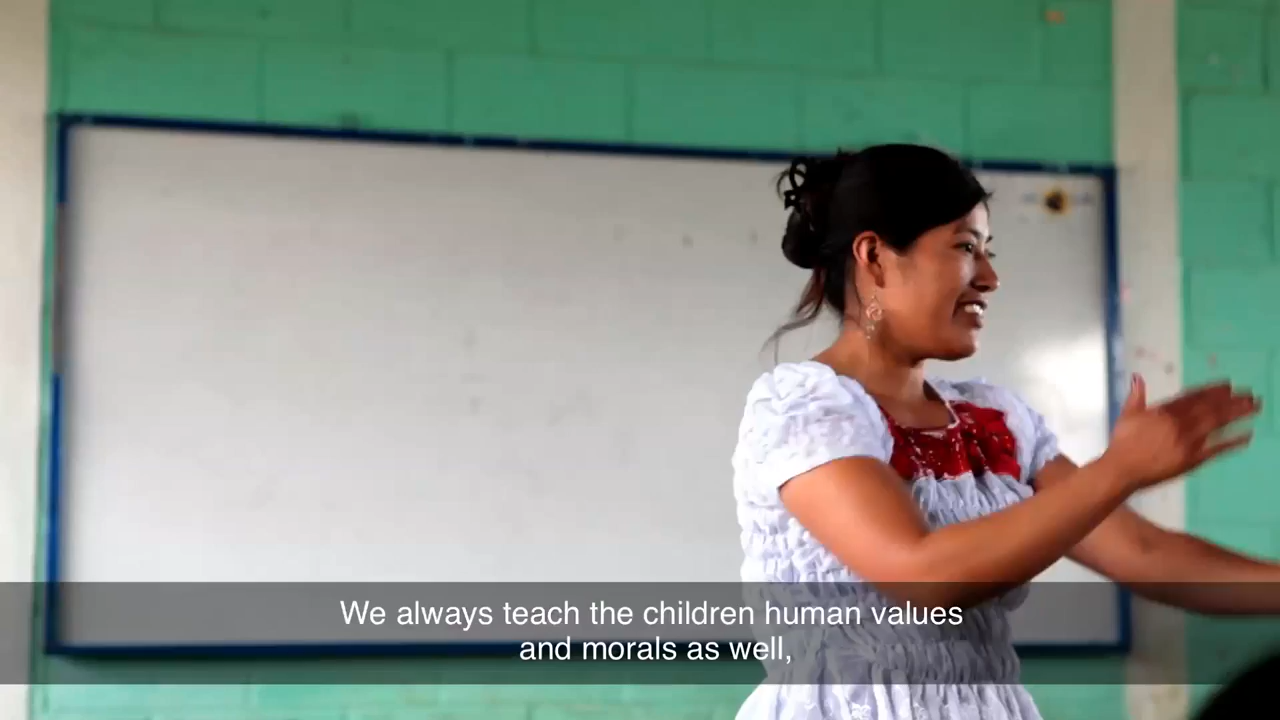 We always teach the children human values
and morals as well,